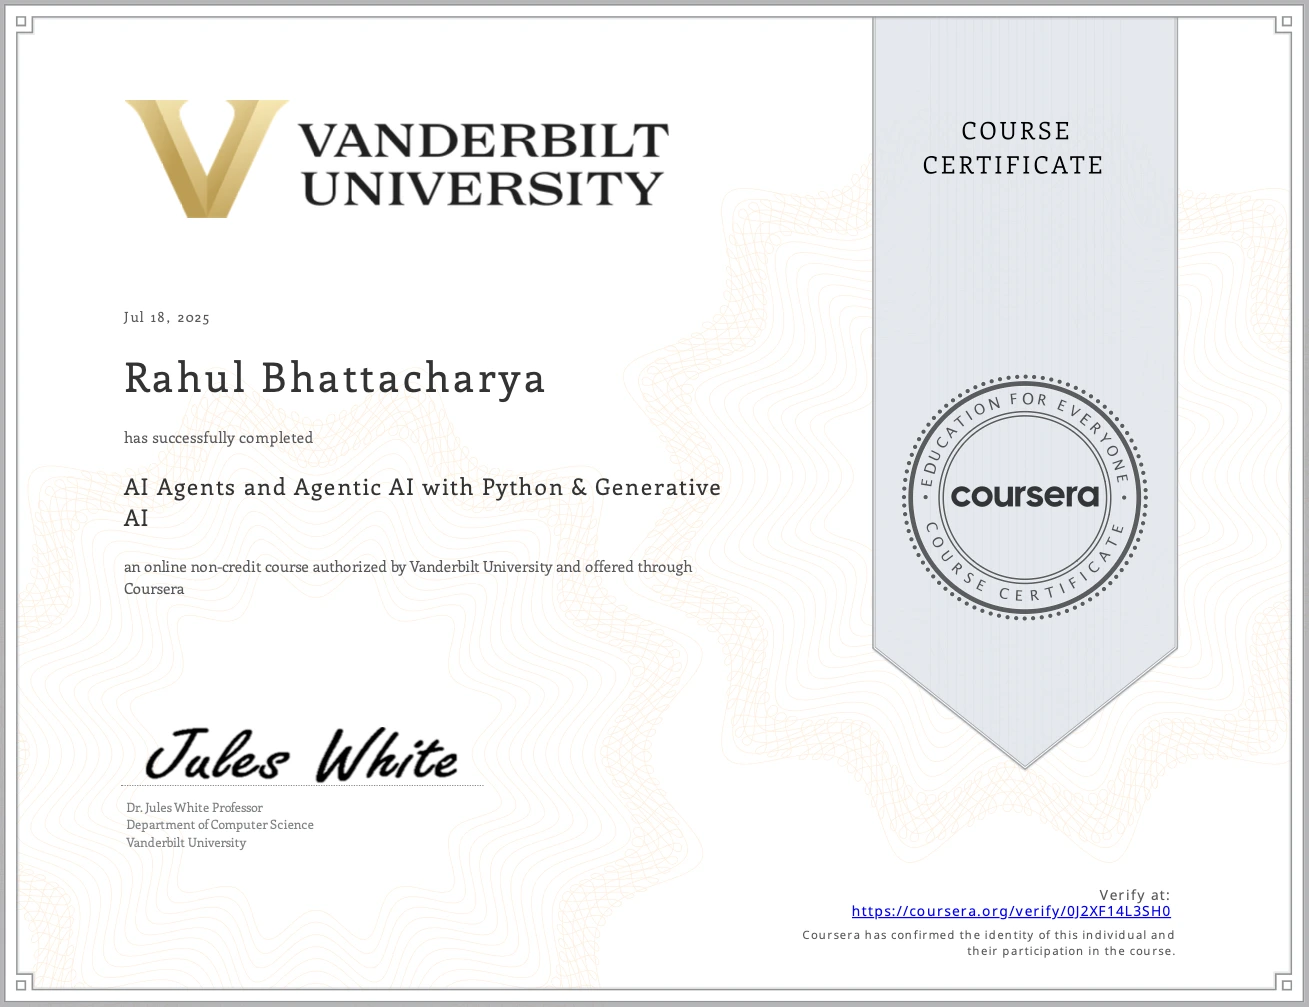 VANDERBILT
UNIVERSITY
COURSE
CERTIFICATE
Jul 18, 2025
Rahul Bhattacharya
has successfully completed
AI Agents and Agentic AI with Python & Generative
AI
an online non-credit course authorized by Vanderbilt University and offered through
Coursera
EDUCATION FOR EVERYONE
coursera
COURSE CERTIFICATE
Jules White
Dr. Jules White Professor
Department of Computer Science
Vanderbilt University
Verify at:
https://coursera.org/verify/0J2XF14L3SH0
Coursera has confirmed the identity of this individual and
their participation in the course.